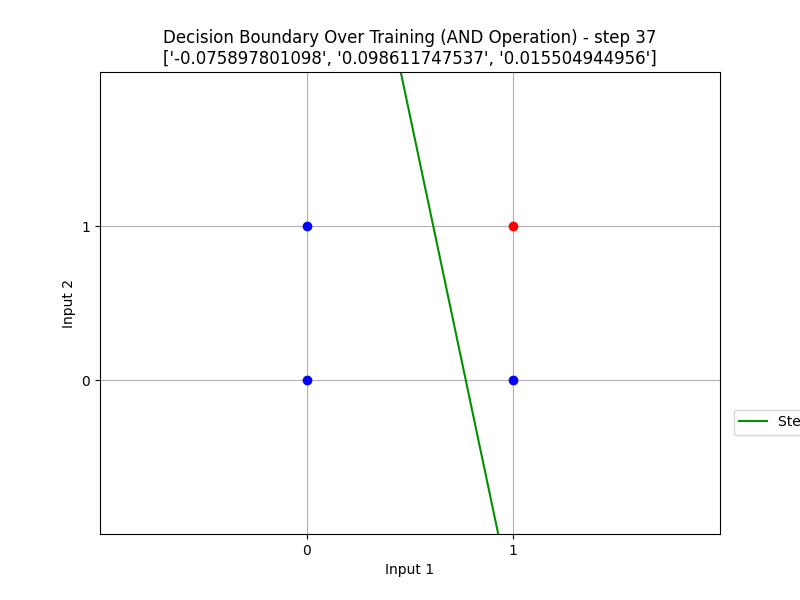 Decision Boundary Over Training (AND Operation) - step 37
['-0.075897801098', '0.098611747537', '0.015504944956']
Input 2
1
0
0
1
Input 1
Ste